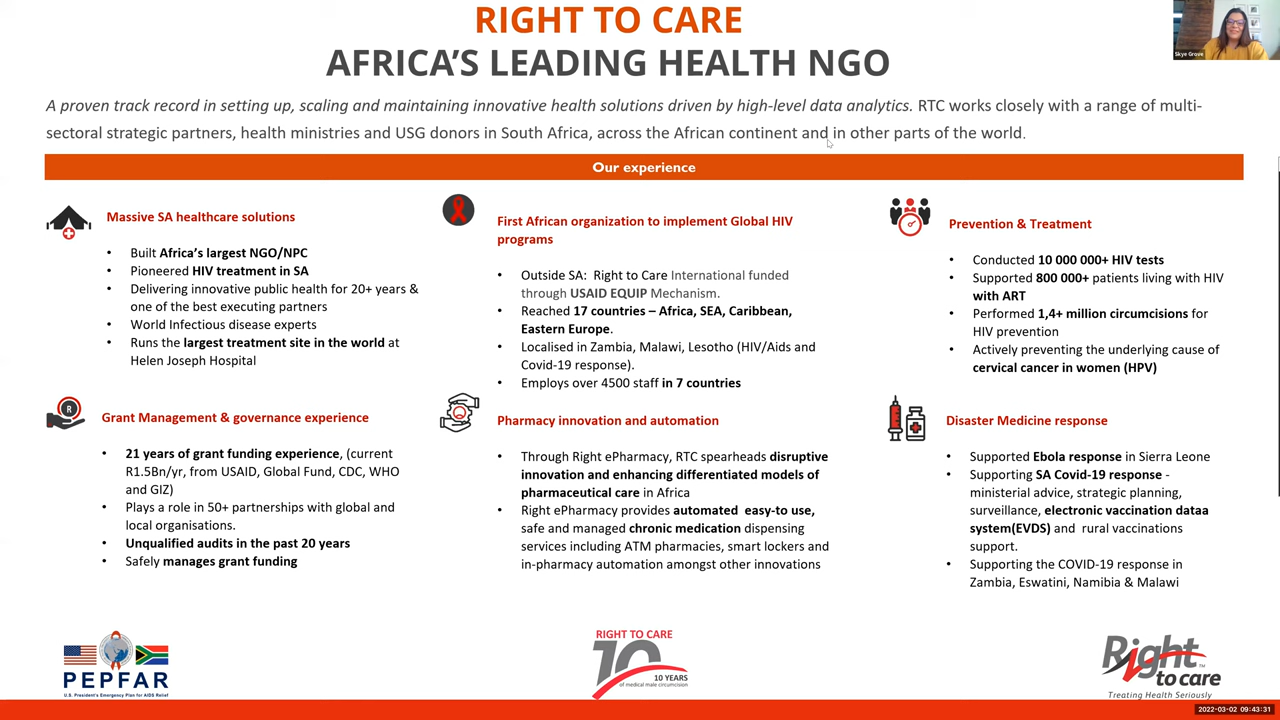 RIGHT TO CARE
AFRICA'S LEADING HEALTH NGO
Skye Grove
A proven track record in setting up, scaling and maintaining innovative health solutions driven by high-level data analytics. RTC works closely with a range of multi-
sectoral strategic partners, health ministries and USG donors in South Africa, across the African continent and in other parts of the world.
Our experience
Massive SA healthcare solutions
• Built Africa's largest NGO/NPC
• Pioneered HIV treatment in SA
• Delivering innovative public health for 20+ years &
one of the best executing partners
• World Infectious disease experts
• Runs the largest treatment site in the world at
Helen Joseph Hospital
First African organization to implement Global HIV
programs
• Outside SA: Right to Care International funded
through USAID EQUIP Mechanism.
• Reached 17 countries – Africa, SEA, Caribbean,
Eastern Europe.
• Localised in Zambia, Malawi, Lesotho (HIV/Aids and
Covid-19 response).
• Employs over 4500 staff in 7 countries
Prevention & Treatment
• Conducted 10 000 000+ HIV tests
• Supported 800 000+ patients living with HIV
with ART
• Performed 1,4+ million circumcisions for
HIV prevention
• Actively preventing the underlying cause of
cervical cancer in women (HPV)
R
Grant Management & governance experience
• 21 years of grant funding experience, (current
R1.5Bn/yr, from USAID, Global Fund, CDC, WHO
and GIZ)
• Plays a role in 50+ partnerships with global and
local organisations.
• Unqualified audits in the past 20 years
• Safely manages grant funding
Pharmacy innovation and automation
• Through Right ePharmacy, RTC spearheads disruptive
innovation and enhancing differentiated models of
pharmaceutical care in Africa
• Right ePharmacy provides automated easy-to use,
safe and managed chronic medication dispensing
services including ATM pharmacies, smart lockers and
in-pharmacy automation amongst other innovations
Disaster Medicine response
• Supported Ebola response in Sierra Leone
• Supporting SA Covid-19 response -
ministerial advice, strategic planning,
surveillance, electronic vaccination dataa
system(EVDS) and rural vaccinations
support.
• Supporting the COVID-19 response in
Zambia, Eswatini, Namibia & Malawi
PEPFAR
U.S. President's Emergency Plan for AIDS Relief
RIGHT TO CARE
10
10 YEARS
of medical male circumcision
Right to care
TM
Treating Health Seriously
2022-03-02 09:43:31